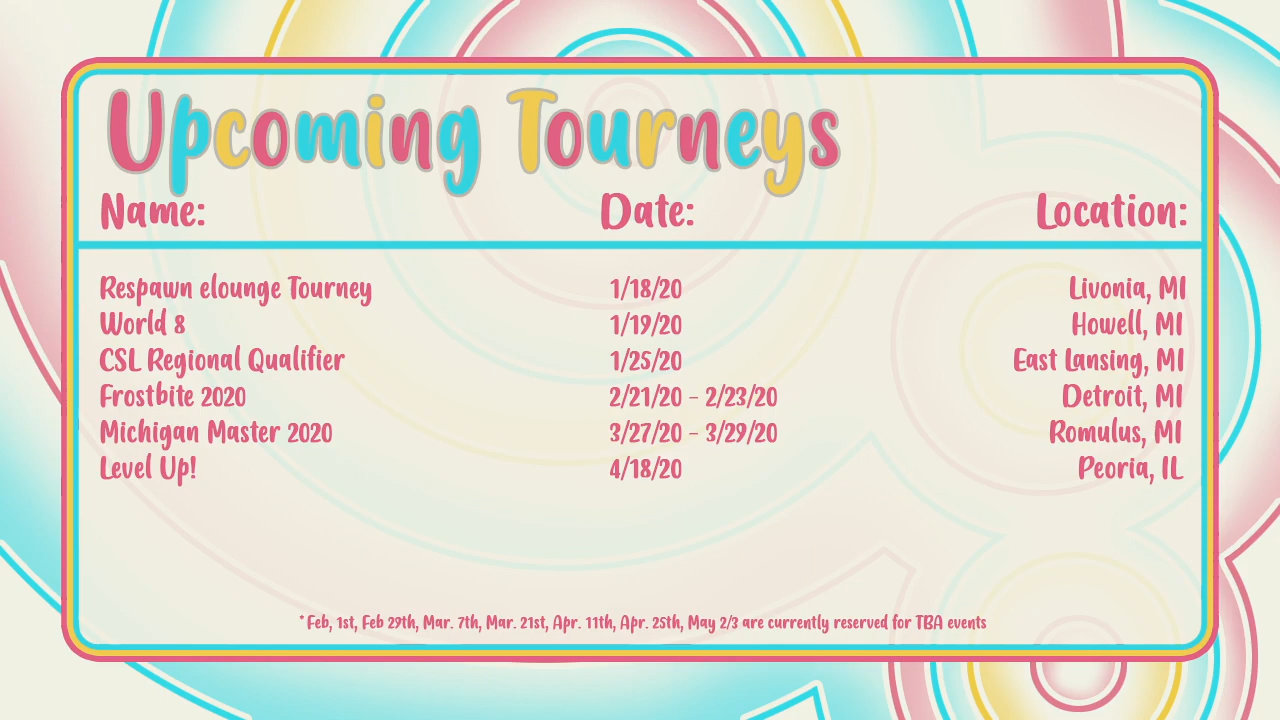 Upcoming Tourneys
Name: Date: Location:
Respawn elounge Tourney 1/18/20 Livonia, MI
World 8 1/19/20 Howell, MI
CSL Regional Qualifier 1/25/20 East Lansing, MI
Frostbite 2020 2/21/20 - 2/23/20 Detroit, MI
Michigan Master 2020 3/27/20 - 3/29/20 Romulus, MI
Level Up! 4/18/20 Peoria, IL
* Feb, 1st, Feb 29th, Mar. 7th, Mar. 21st, Apr. 11th, Apr. 25th, May 2/3 are currently reserved for TBA events